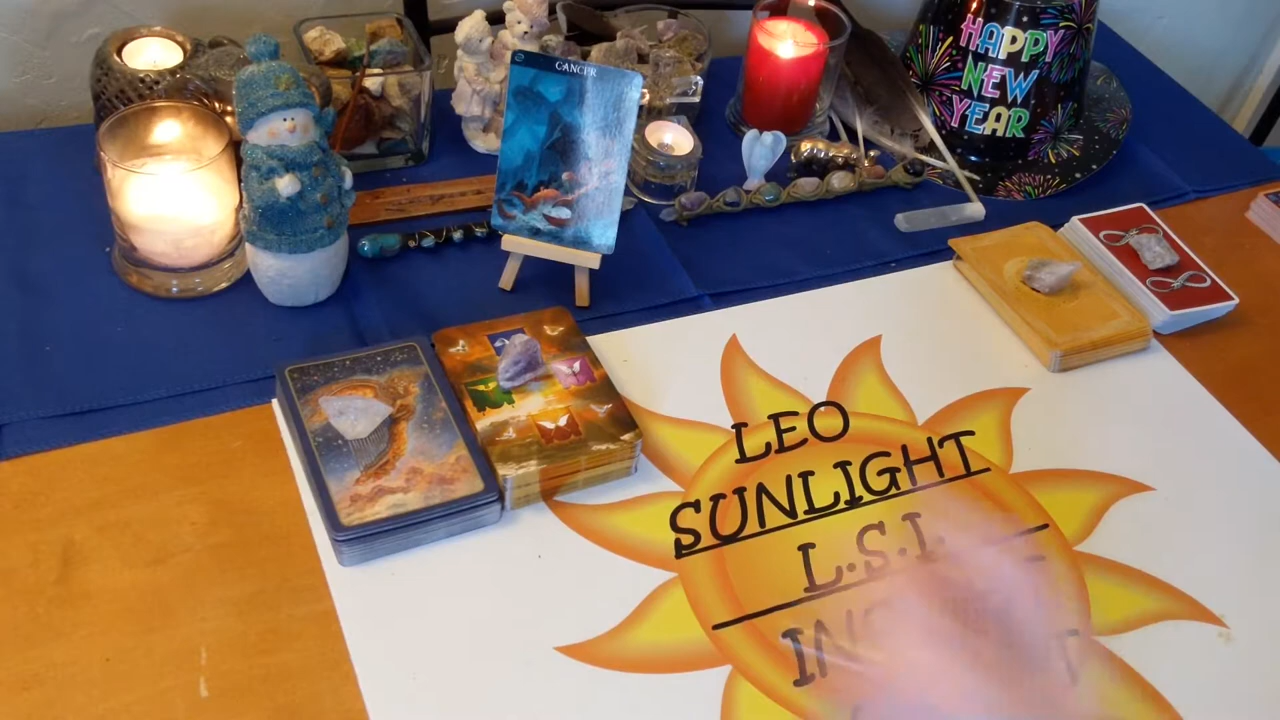 CANCER
HAPPY
NEW
YEAR
LEO
SUNLIGHT
L.S.I.